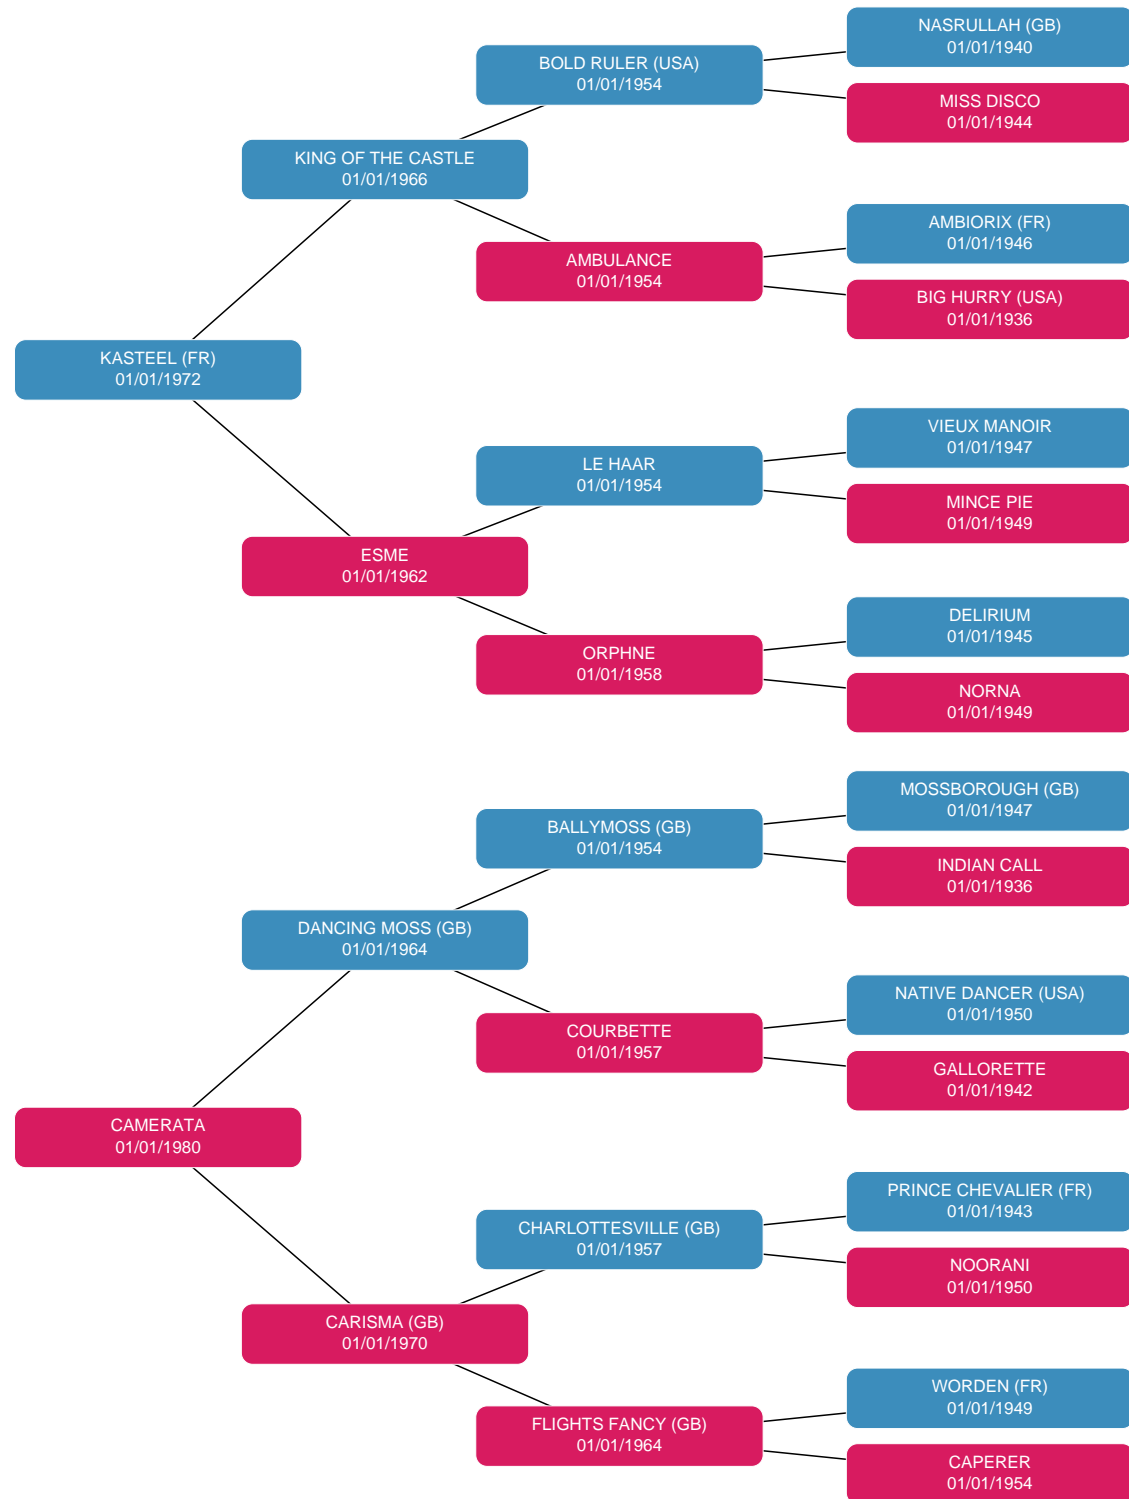 NASRULLAH (GB)
01/01/1940
BOLD RULER (USA)
01/01/1954
MISS DISCO
01/01/1944
KING OF THE CASTLE
01/01/1966
AMBIORIX (FR)
01/01/1946
AMBULANCE
01/01/1954
BIG HURRY (USA)
01/01/1936
KASTEEL (FR)
01/01/1972
VIEUX MANOIR
01/01/1947
LE HAAR
01/01/1954
MINCE PIE
01/01/1949
ESME
01/01/1962
DELIRIUM
01/01/1945
ORPHNE
01/01/1958
NORNA
01/01/1949
MOSSBOROUGH (GB)
01/01/1947
BALLYMOSS (GB)
01/01/1954
INDIAN CALL
01/01/1936
DANCING MOSS (GB)
01/01/1964
NATIVE DANCER (USA)
01/01/1950
COURBETTE
01/01/1957
GALLORETTE
01/01/1942
CAMERATA
01/01/1980
PRINCE CHEVALIER (FR)
01/01/1943
CHARLOTTESVILLE (GB)
01/01/1957
NOORANI
01/01/1950
CARISMA (GB)
01/01/1970
WORDEN (FR)
01/01/1949
FLIGHTS FANCY (GB)
01/01/1964
CAPERER
01/01/1954